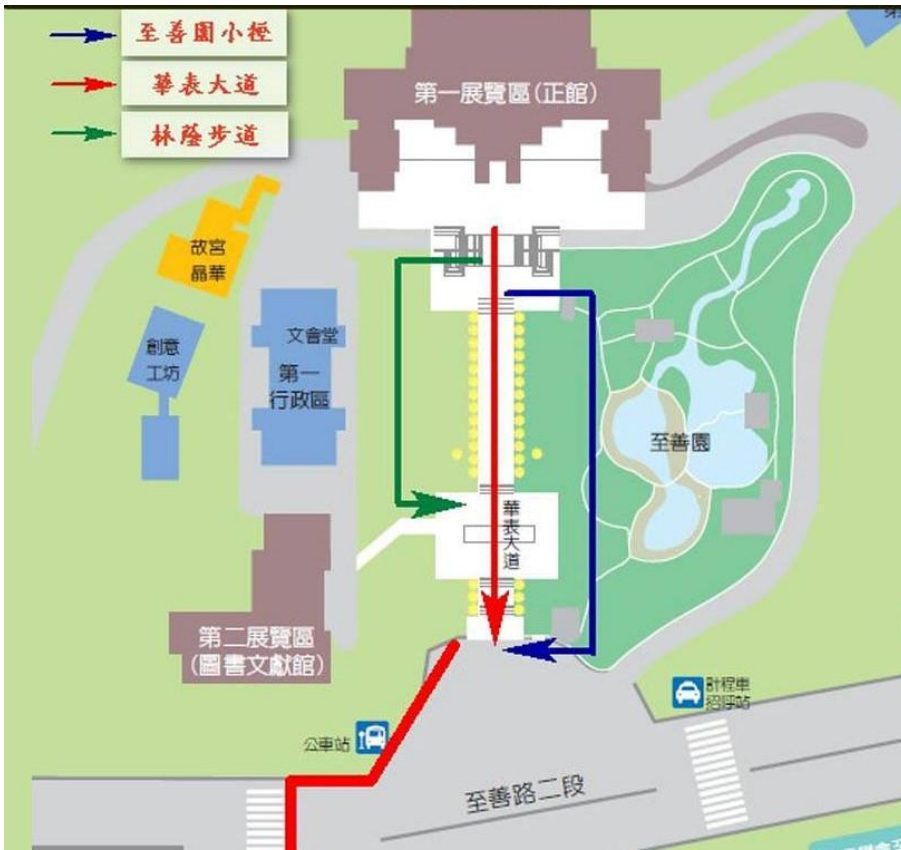 至善園小徑
華表大道
林蔭步道
第一展覽區(正館)
故宮
晶華
創意
工坊
文會堂
第一
行政區
至善園
華表大道
第二展覽區
(圖書文獻館)
公車站
計程車
招呼站
至善路二段